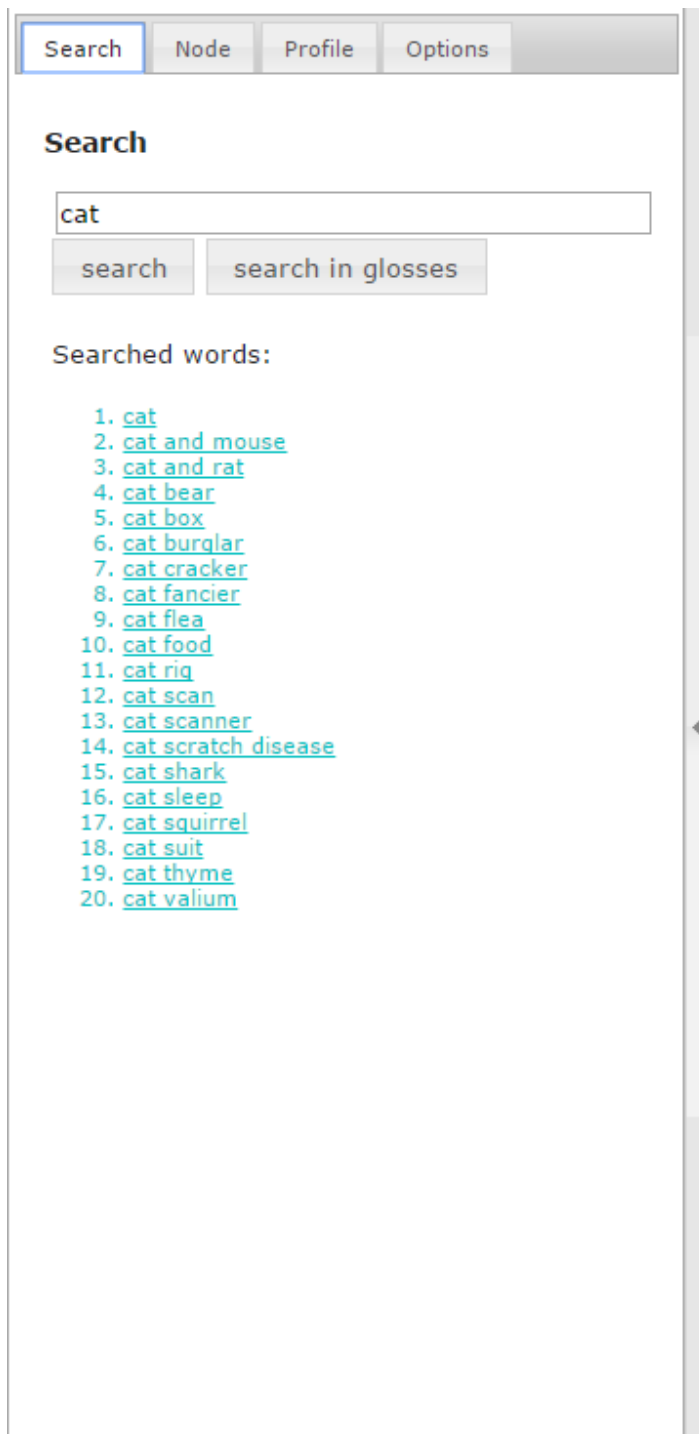 Search Node Profile Options
Search
cat
search search in glosses
Searched words:
1. cat
2. cat and mouse
3. cat and rat
4. cat bear
5. cat box
6. cat burglar
7. cat cracker
8. cat fancier
9. cat flea
10. cat food
11. cat rig
12. cat scan
13. cat scanner
14. cat scratch disease
15. cat shark
16. cat sleep
17. cat squirrel
18. cat suit
19. cat thyme
20. cat valium